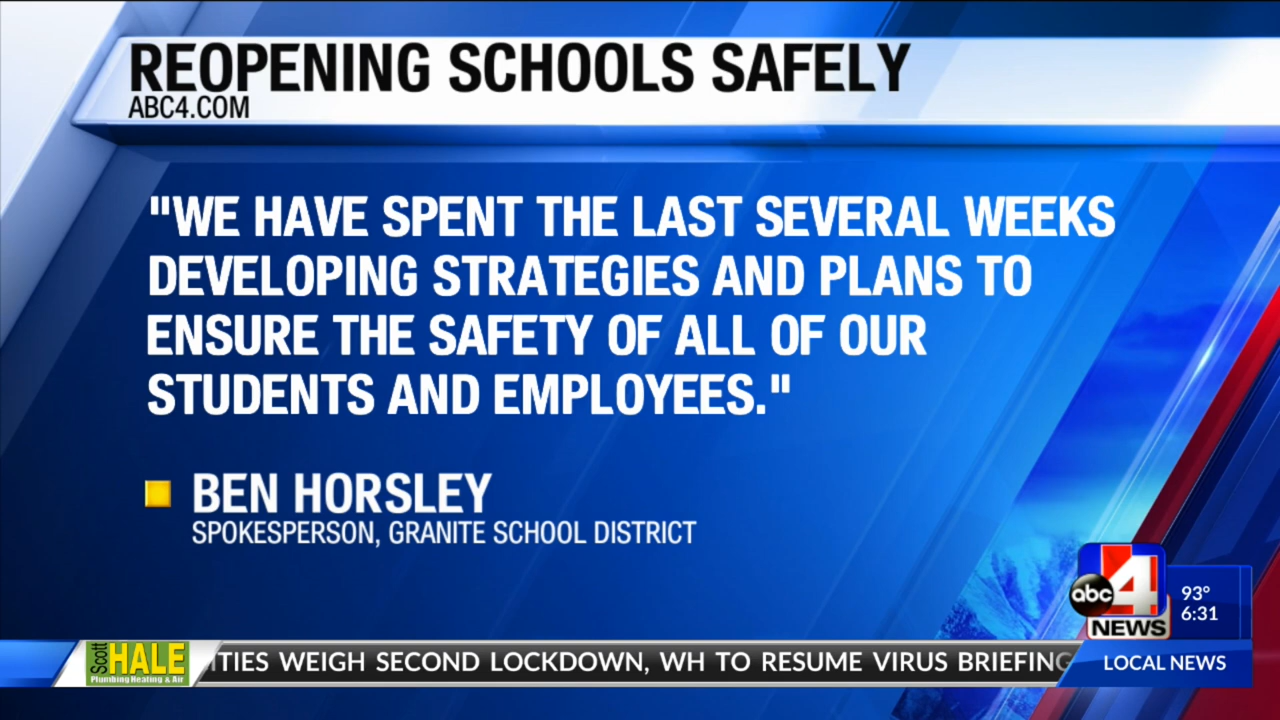 REOPENING SCHOOLS SAFELY
ABC4.COM
"WE HAVE SPENT THE LAST SEVERAL WEEKS
DEVELOPING STRATEGIES AND PLANS TO
ENSURE THE SAFETY OF ALL OF OUR
STUDENTS AND EMPLOYEES."
BEN HORSLEY
SPOKESPERSON, GRANITE SCHOOL DISTRICT
abc 4
NEWS
93°
6:31
Scott HALE
Plumbing Heating & Air
ITIES WEIGH SECOND LOCKDOWN, WH TO RESUME VIRUS BRIEFING
LOCAL NEWS